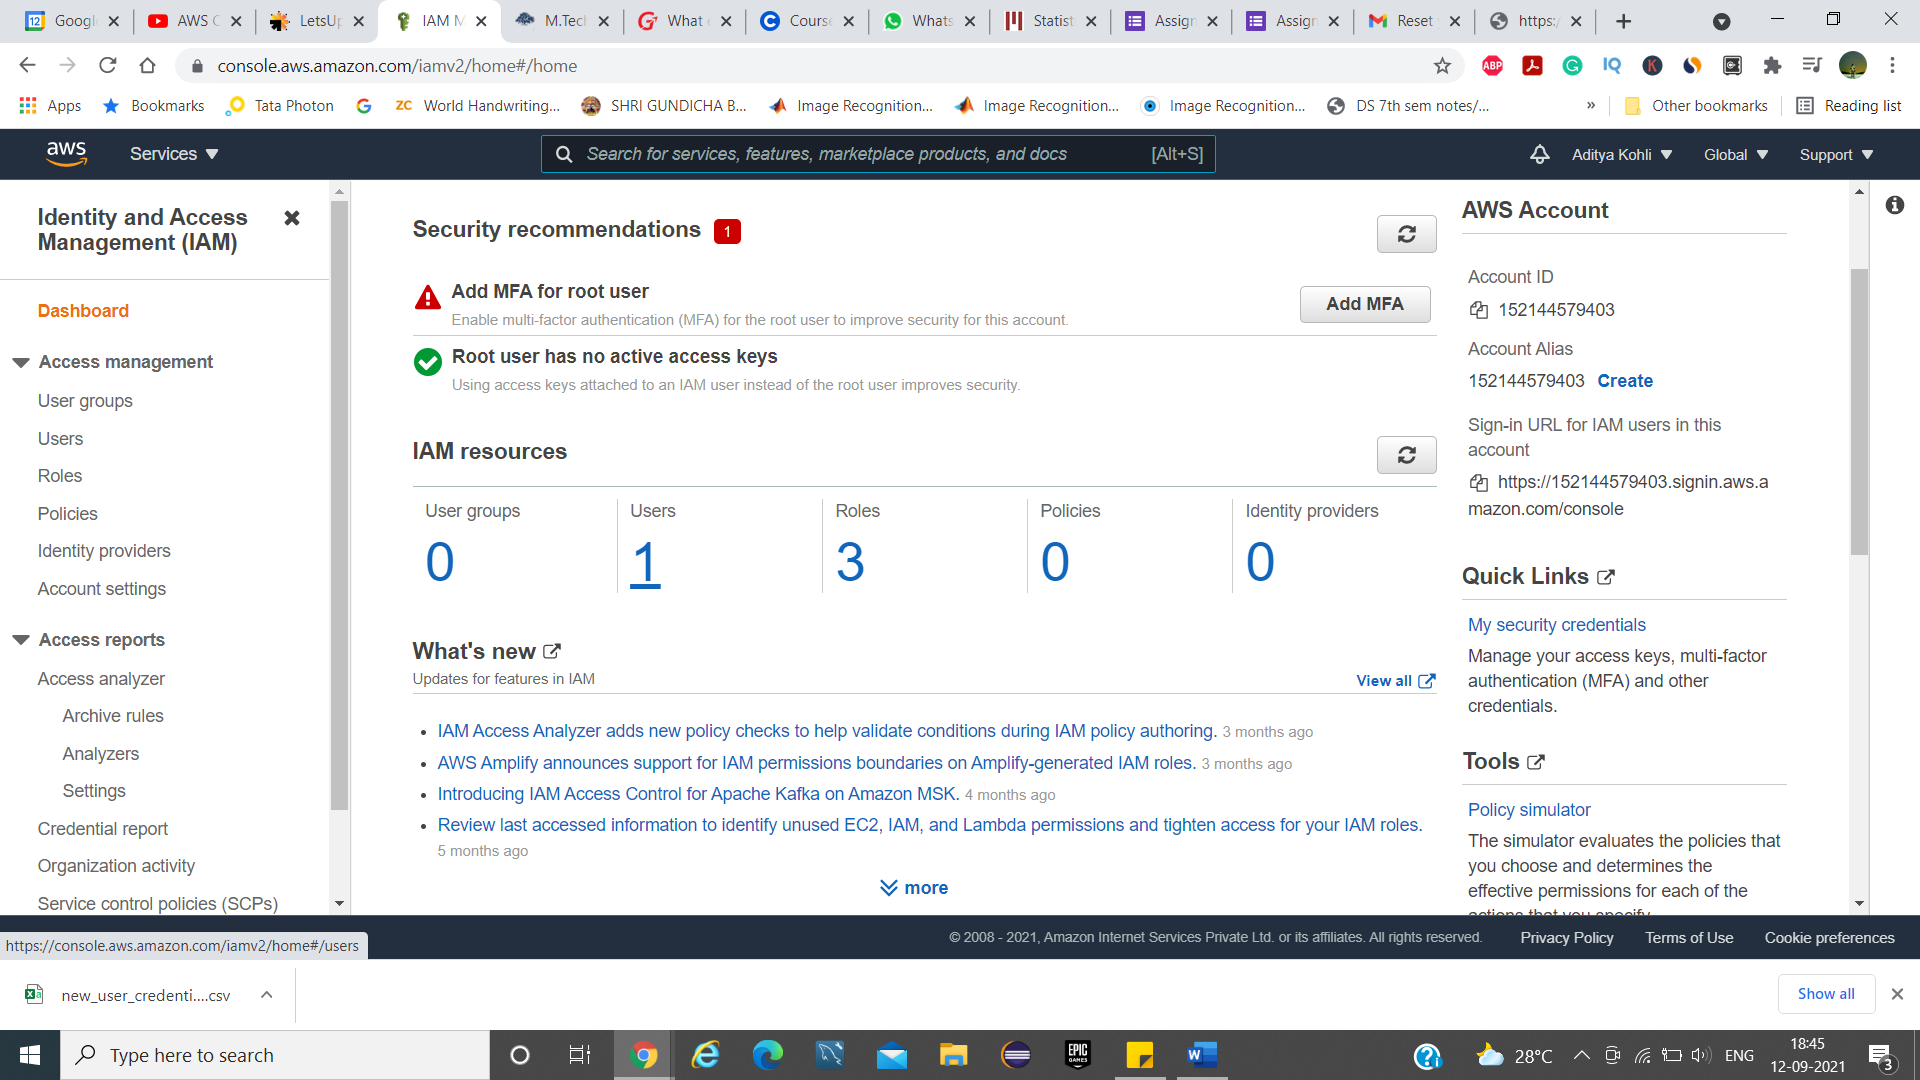 Google
AWS C
LetsUp
IAM M
M.Tech
What
Course
Whats
Statist
Assign
Assign
Reset
https:/
console.aws.amazon.com/iamv2/home#/home
Apps
Bookmarks
Tata Photon
World Handwriting...
SHRI GUNDICHA B...
Image Recognition...
Image Recognition...
Image Recognition...
DS 7th sem notes/...
»
Other bookmarks
Reading list
aws
Services
Search for services, features, marketplace products, and docs
[Alt+S]
Aditya Kohli
Global
Support
Identity and Access
Management (IAM)
Dashboard
Access management
User groups
Users
Roles
Policies
Identity providers
Account settings
Access reports
Access analyzer
Archive rules
Analyzers
Settings
Credential report
Organization activity
Service control policies (SCPs)
Security recommendations 1
Add MFA for root user
Enable multi-factor authentication (MFA) for the root user to improve security for this account.
Add MFA
Root user has no active access keys
Using access keys attached to an IAM user instead of the root user improves security.
IAM resources
User groups
0
Users
1
Roles
3
Policies
0
Identity providers
0
What's new
Updates for features in IAM
View all
• IAM Access Analyzer adds new policy checks to help validate conditions during IAM policy authoring. 3 months ago
• AWS Amplify announces support for IAM permissions boundaries on Amplify-generated IAM roles. 3 months ago
• Introducing IAM Access Control for Apache Kafka on Amazon MSK. 4 months ago
• Review last accessed information to identify unused EC2, IAM, and Lambda permissions and tighten access for your IAM roles.
5 months ago
more
AWS Account
Account ID
152144579403
Account Alias
152144579403 Create
Sign-in URL for IAM users in this
account
https://152144579403.signin.aws.a
mazon.com/console
Quick Links
My security credentials
Manage your access keys, multi-factor
authentication (MFA) and other
credentials.
Tools
Policy simulator
The simulator evaluates the policies that
you choose and determines the
effective permissions for each of the
actions that you specify.
https://console.aws.amazon.com/iamv2/home#/users
© 2008 - 2021, Amazon Internet Services Private Ltd. or its affiliates. All rights reserved.
Privacy Policy
Terms of Use
Cookie preferences
new_user_credenti....csv
Show all
Type here to search
28°C
ENG
18:45
12-09-2021
3